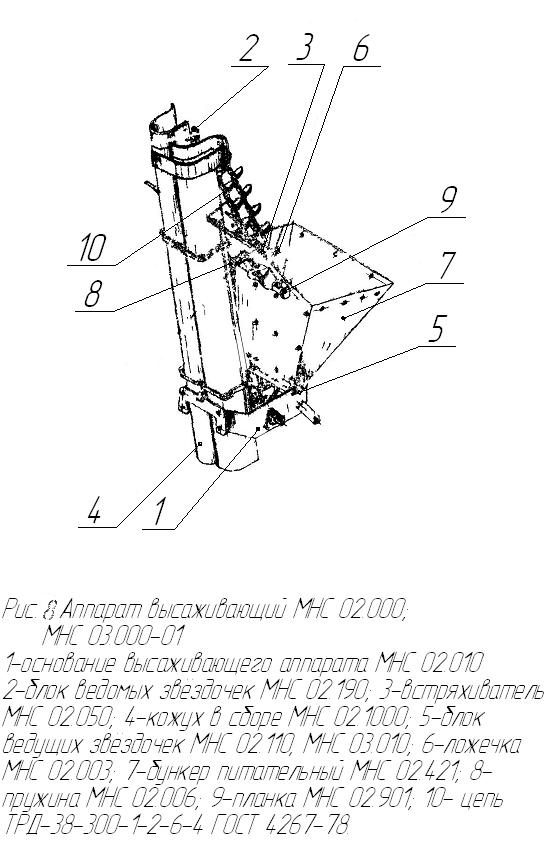 2
3
6
9
10
7
8
5
4
1
Рис. 8 Аппарат высаживающий МНС 02.000;
МНС 03.000-01
1-основание высаживающего аппарата МНС 02.010
2-блок ведомых звёздочек МНС 02.190; 3-встряхиватель
МНС 02.050; 4-кожух в сборе МНС 02.1000; 5-блок
ведущих звёздочек МНС 02.110, МНС 03.010; 6-ложечка
МНС 02.003; 7-бункер питательный МНС 02.421; 8-
пружина МНС 02.006; 9-планка МНС 02.901; 10- цепь
ТРД-38-300-1-2-6-4 ГОСТ 4267-78